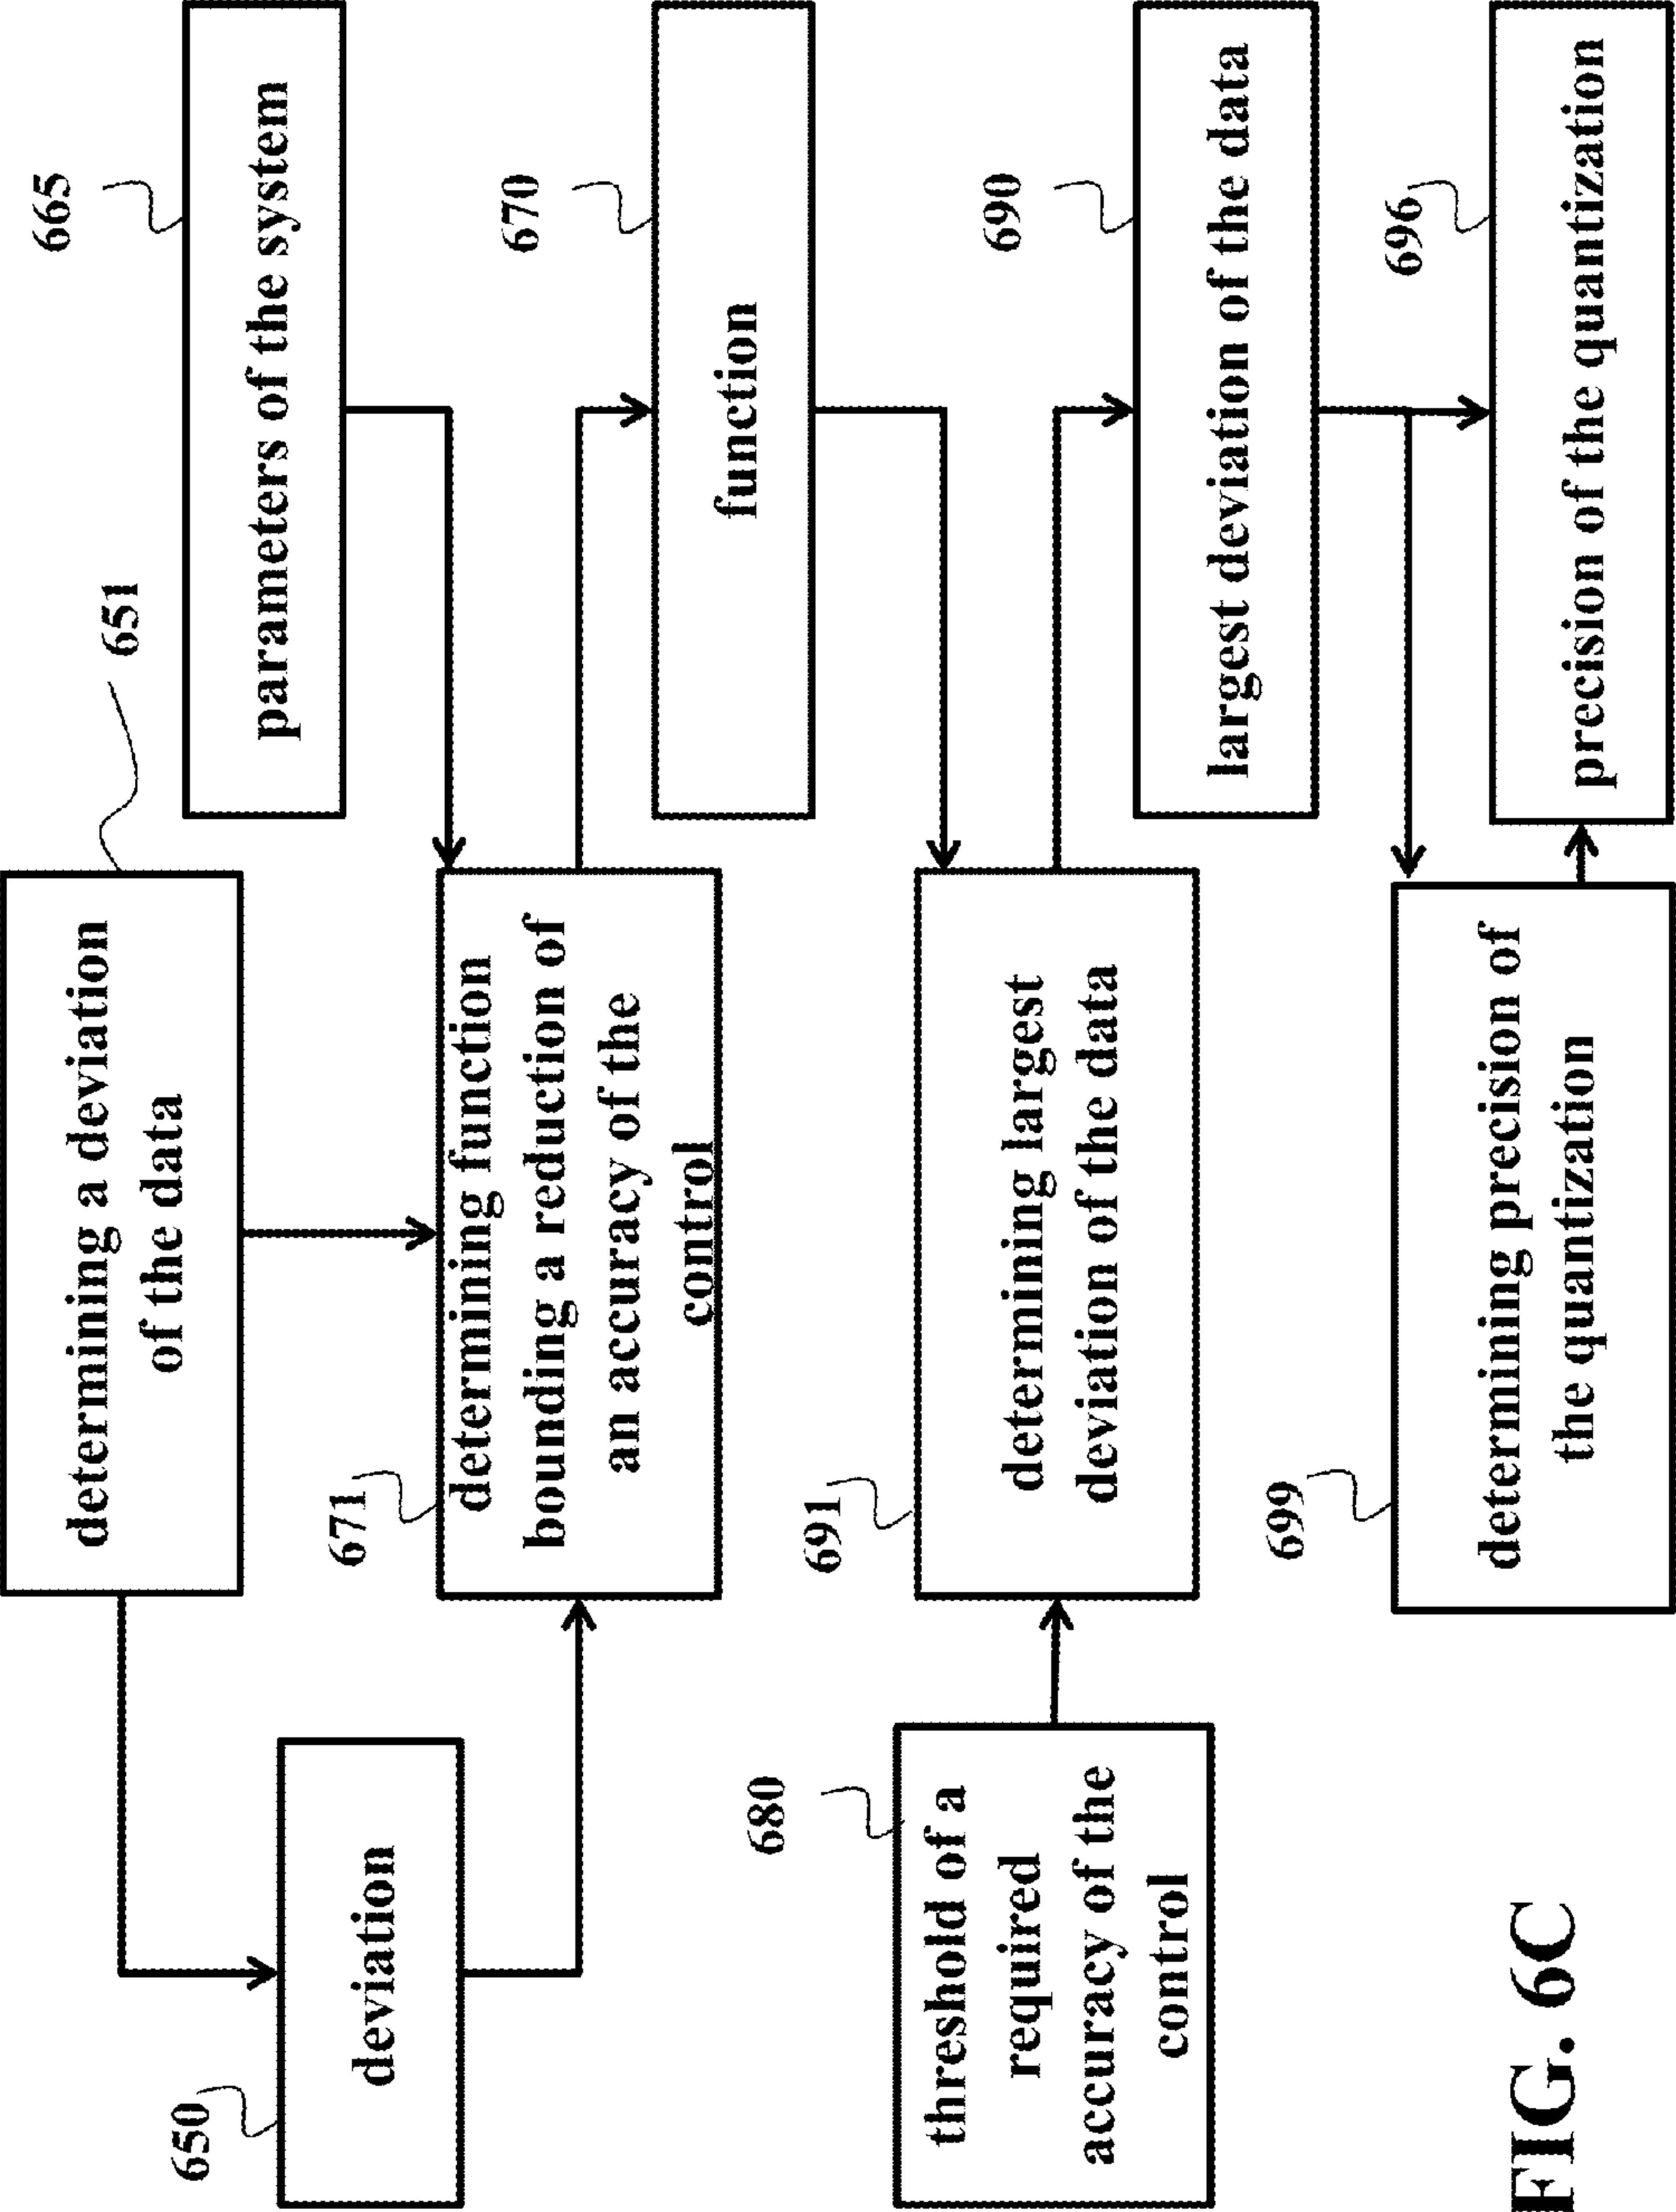 651
determining a deviation
of the data
650
deviation
665
parameters of the system
671
determining function
bounding a reduction of
an accuracy of the
control
670
function
680
threshold of a
required
accuracy of the
control
691
determining largest
deviation of the data
690
largest deviation of the data
699
determining precision of
the quantization
696
precision of the quantization
FIG. 6C